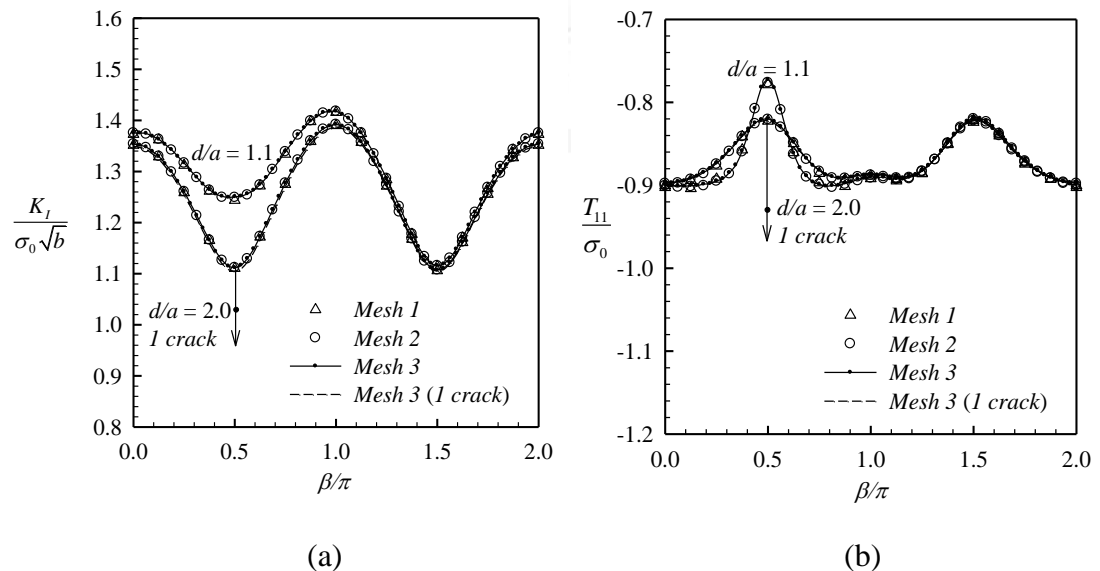 1.6
1.5
1.4
1.3
1.2
1.1
1.0
0.9
0.8
K_I
σ₀√b
d/a = 1.1
d/a = 2.0
1 crack
Mesh 1
Mesh 2
Mesh 3
Mesh 3 (1 crack)
0.0 0.5 1.0 1.5 2.0
β/π
(a)
-0.7
-0.8
-0.9
-1.0
-1.1
-1.2
T₁₁
σ₀
d/a = 1.1
d/a = 2.0
1 crack
Mesh 1
Mesh 2
Mesh 3
Mesh 3 (1 crack)
0.0 0.5 1.0 1.5 2.0
β/π
(b)